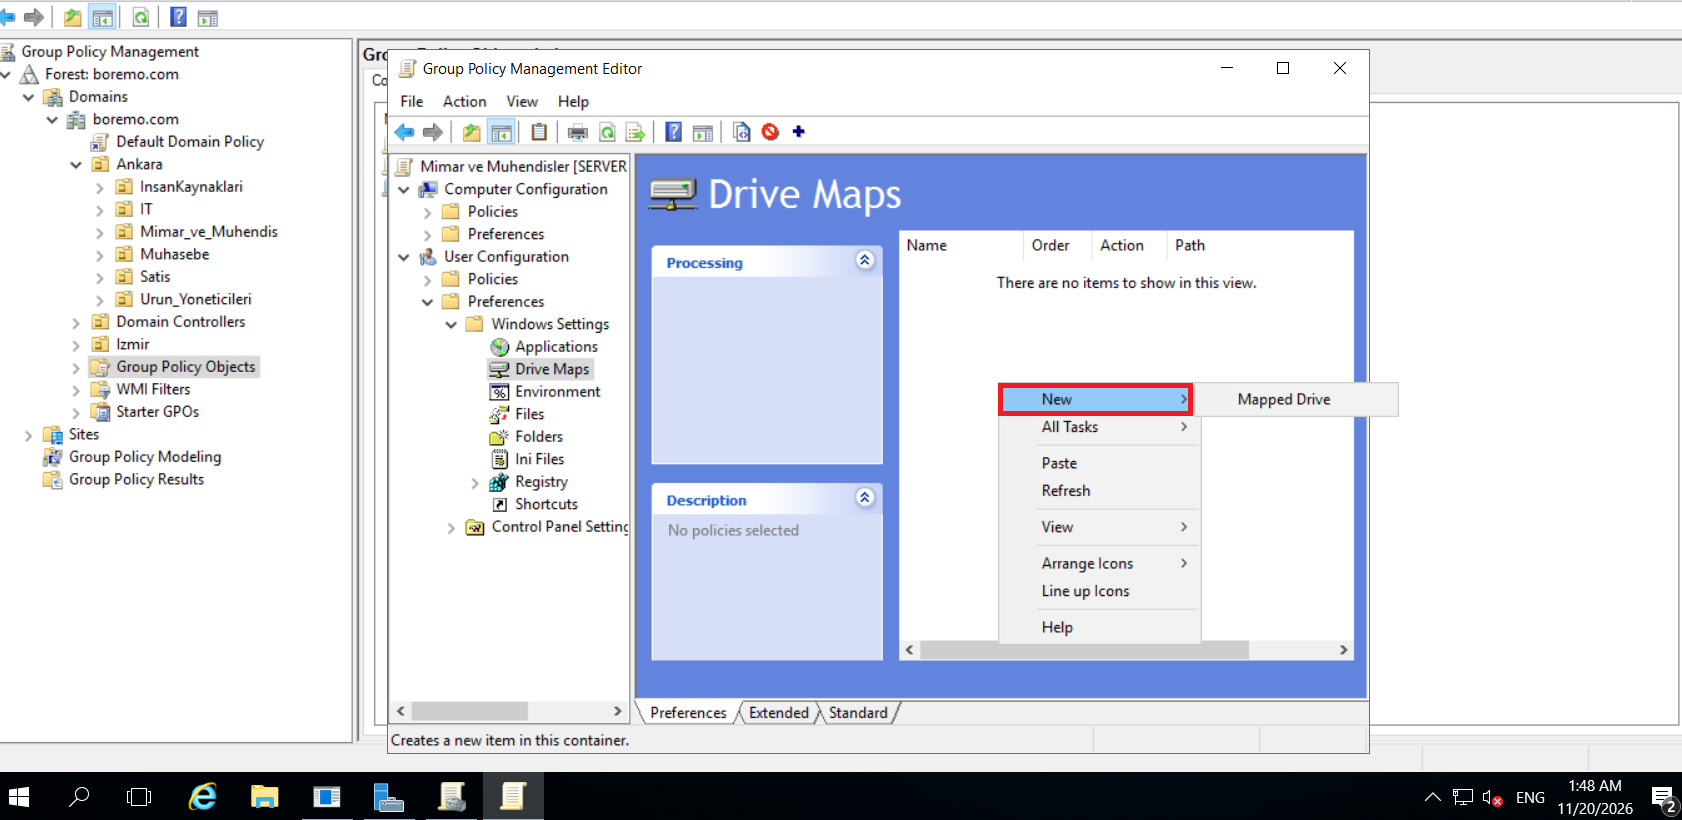 Group Policy Management
Forest: boremo.com
Domains
boremo.com
Default Domain Policy
Ankara
InsanKaynaklari
IT
Mimar_ve_Muhendis
Muhasebe
Satis
Urun_Yoneticileri
Domain Controllers
Izmir
Group Policy Objects
WMI Filters
Starter GPOs
Sites
Group Policy Modeling
Group Policy Results
Group Policy Management Editor
File Action View Help
Mimar ve Muhendisler [SERVER
Computer Configuration
Policies
Preferences
User Configuration
Policies
Preferences
Windows Settings
Applications
Drive Maps
Environment
Files
Folders
Ini Files
Registry
Shortcuts
Control Panel Setting
Drive Maps
Processing
Description
No policies selected
Name Order Action Path
There are no items to show in this view.
New
Mapped Drive
All Tasks
Paste
Refresh
View
Arrange Icons
Line up Icons
Help
Preferences Extended Standard
Creates a new item in this container.
ENG
1:48 AM
11/20/2026
2